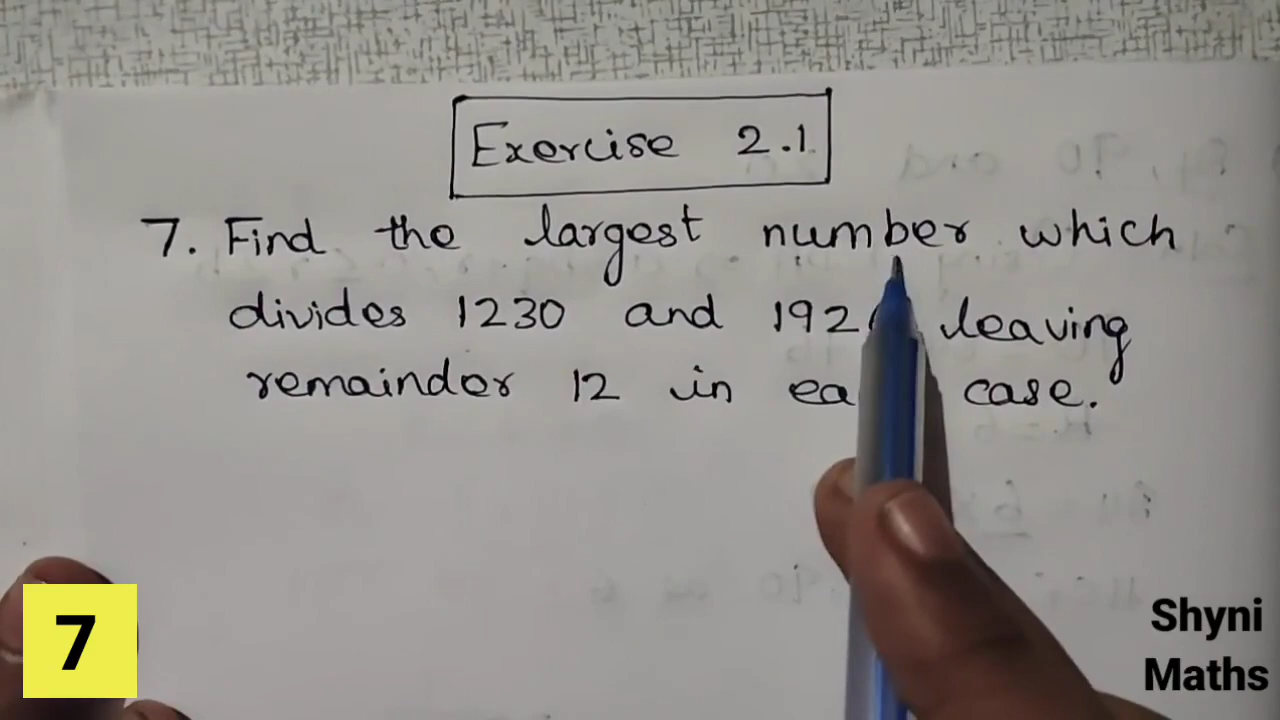 Exercise 2.1
7. Find the largest number which
divides 1230 and leaving
remainder 12 in case.
7
Shyni
Maths